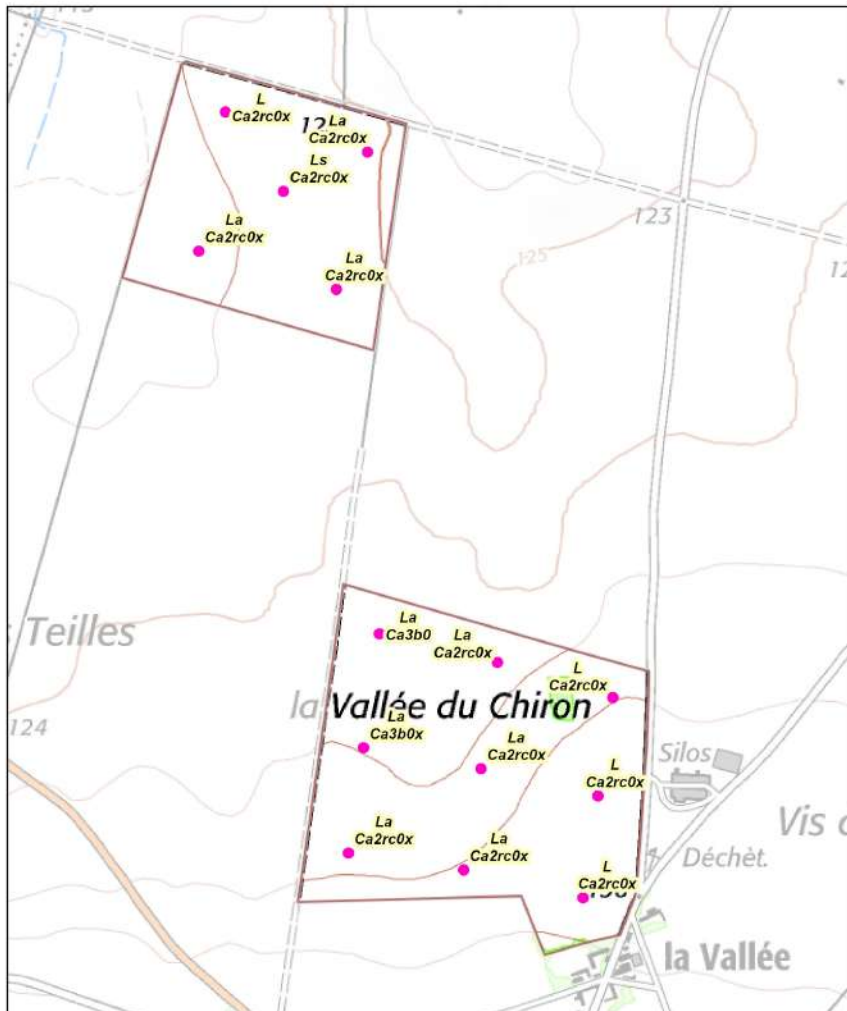 L
Ca2rc0x
La
Ca2rc0x
Ls
Ca2rc0x
La
Ca2rc0x
La
Ca2rc0x
123
125
Teilles
124
La
Ca3b0
La
Ca2rc0x
L
Ca2rc0x
la Vallée du Chiron
La
Ca3b0x
La
Ca2rc0x
L
Ca2rc0x
Silos
Vis
La
Ca2rc0x
La
Ca2rc0x
L
Ca2rc0x
Déchèt.
la Vallée